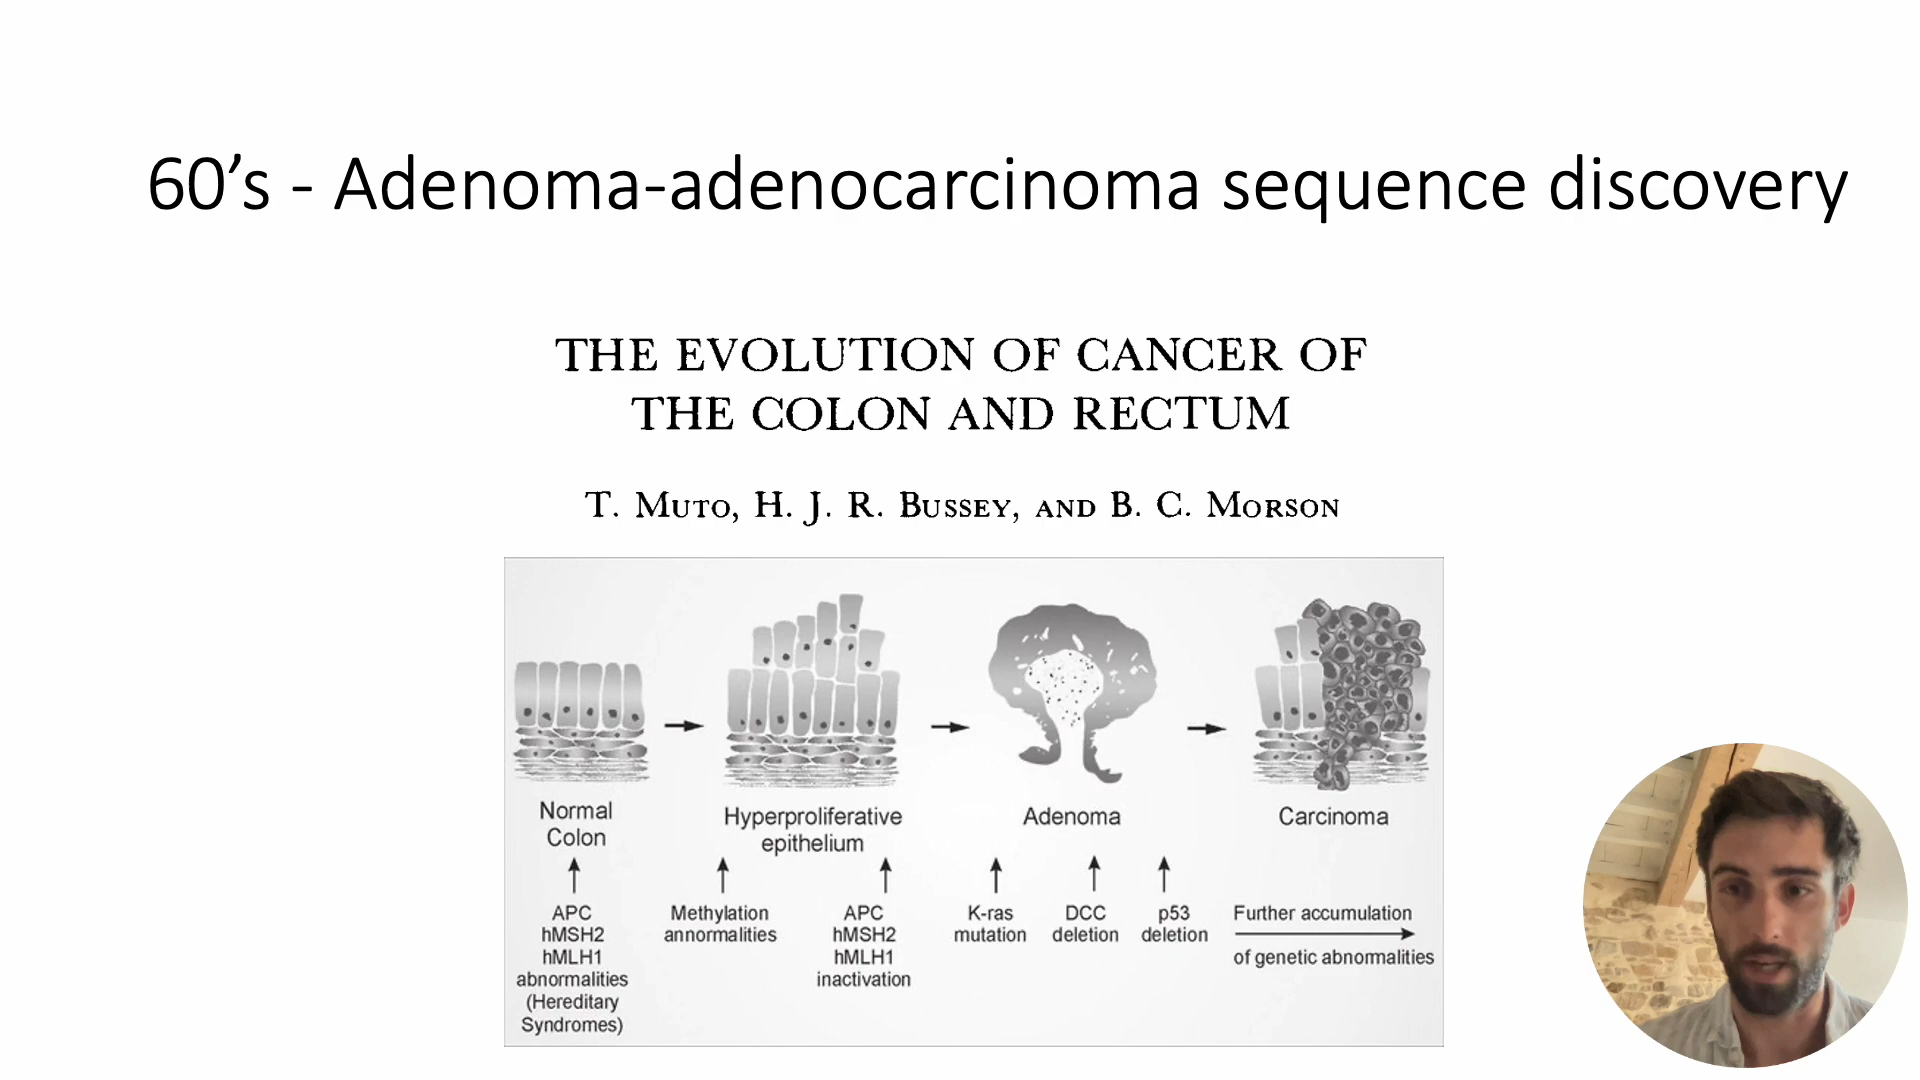 60’s - Adenoma-adenocarcinoma sequence discovery
THE EVOLUTION OF CANCER OF
THE COLON AND RECTUM
T. MUTO, H. J. R. BUSSEY, AND B. C. MORSON
Normal
Colon
Hyperproliferative
epithelium
Adenoma
Carcinoma
APC
hMSH2
hMLH1
abnormalities
(Hereditary
Syndromes)
Methylation
annormalities
APC
hMSH2
hMLH1
inactivation
K-ras
mutation
DCC
deletion
p53
deletion
Further accumulation
of genetic abnormalities